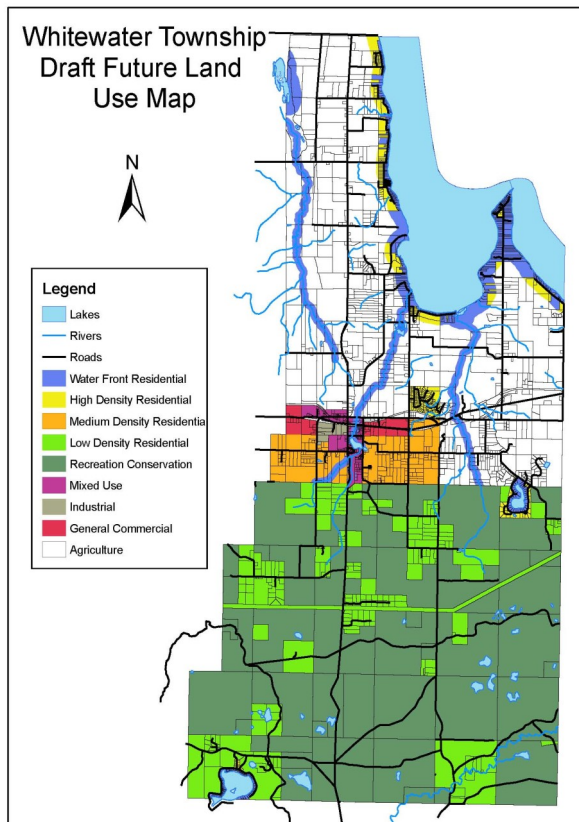 Whitewater Township
Draft Future Land
Use Map
N
Legend
Lakes
Rivers
Roads
Water Front Residential
High Density Residential
Medium Density Residentia
Low Density Residential
Recreation Conservation
Mixed Use
Industrial
General Commercial
Agriculture